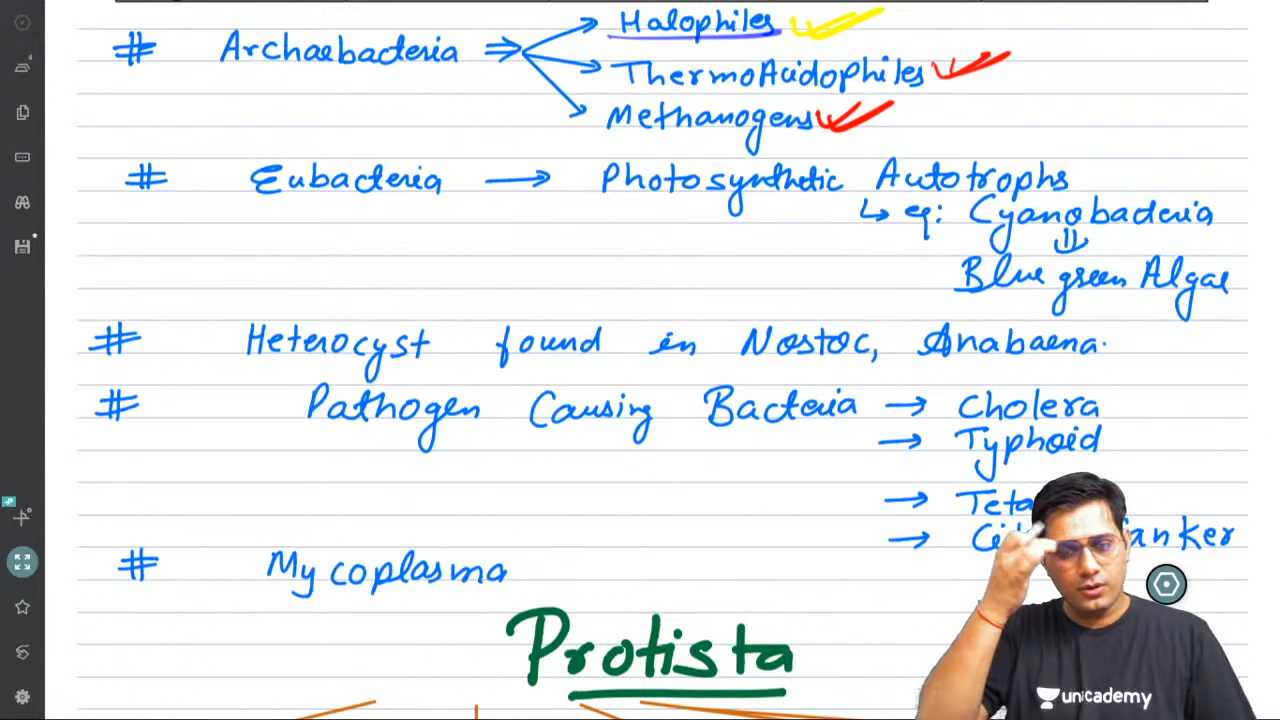 Halophiles
# Archaebacteria ⇒
ThermoAcidophiles
Methanogens
# Eubacteria → Photosynthetic Autotrophs
↳ eg: Cyanobacteria
⇓
Blue green Algae
# Heterocyst found in Nostoc, Anabaena.
# Pathogen Causing Bacteria → Cholera
→ Typhoid
→
→
# Mycoplasma
Protista
unacademy